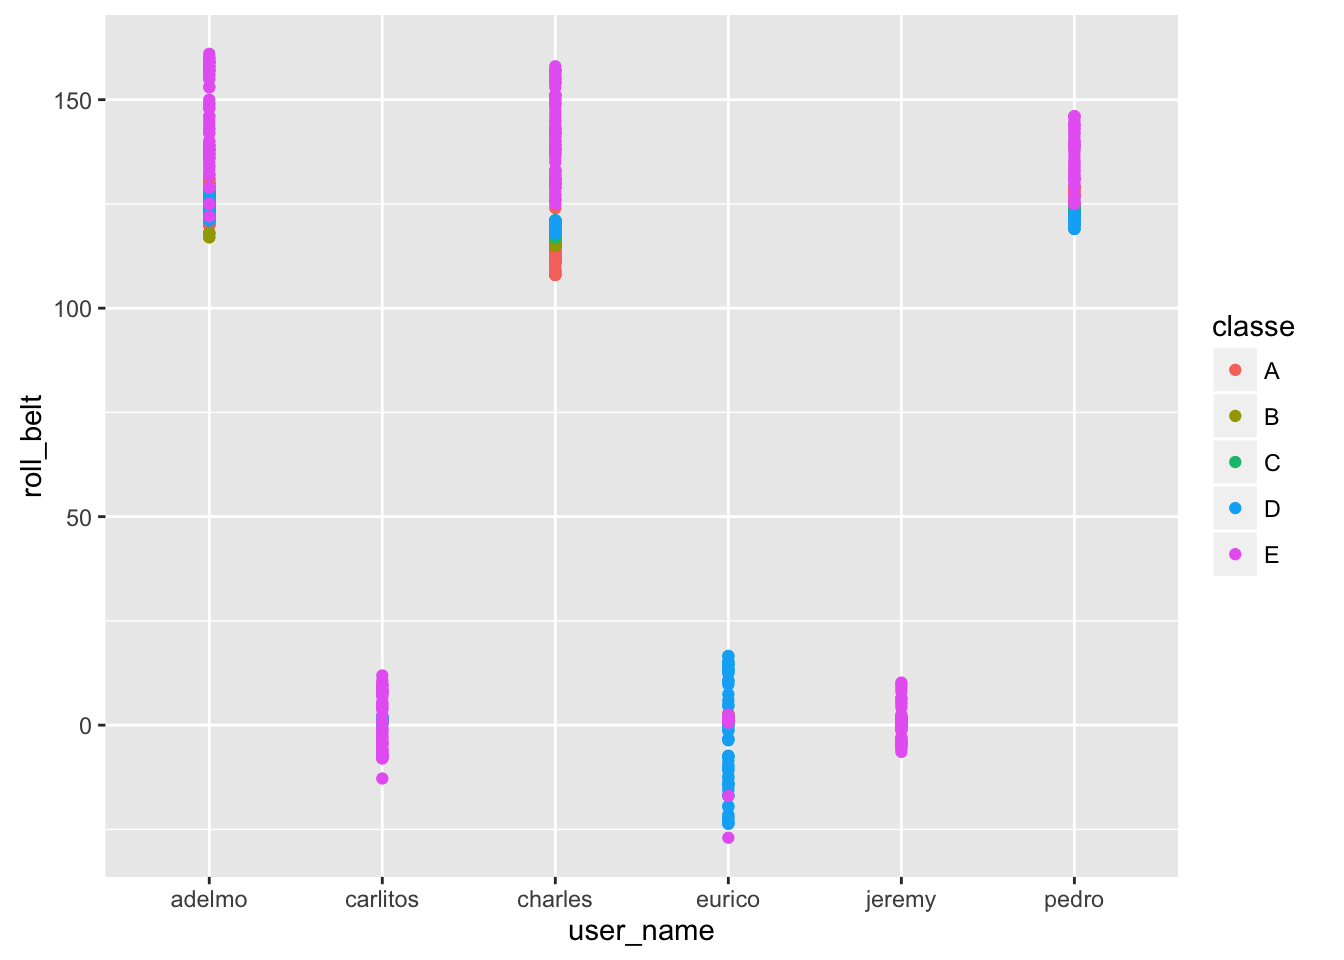 150
100
50
0
roll_belt
adelmo carlitos charles eurico jeremy pedro
user_name
classe
A
B
C
D
E